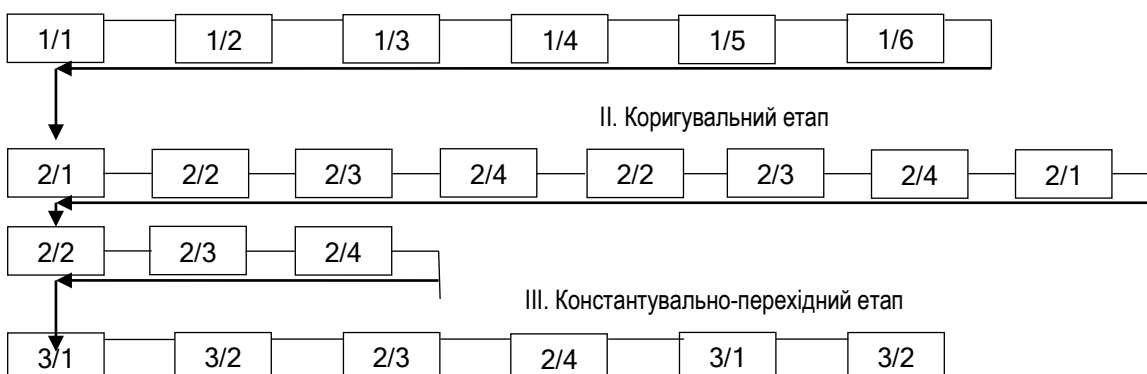 1/1 1/2 1/3 1/4 1/5 1/6
II. Коригувальний етап
2/1 2/2 2/3 2/4 2/2 2/3 2/4 2/1
2/2 2/3 2/4
III. Константувально-перехідний етап
3/1 3/2 2/3 2/4 3/1 3/2